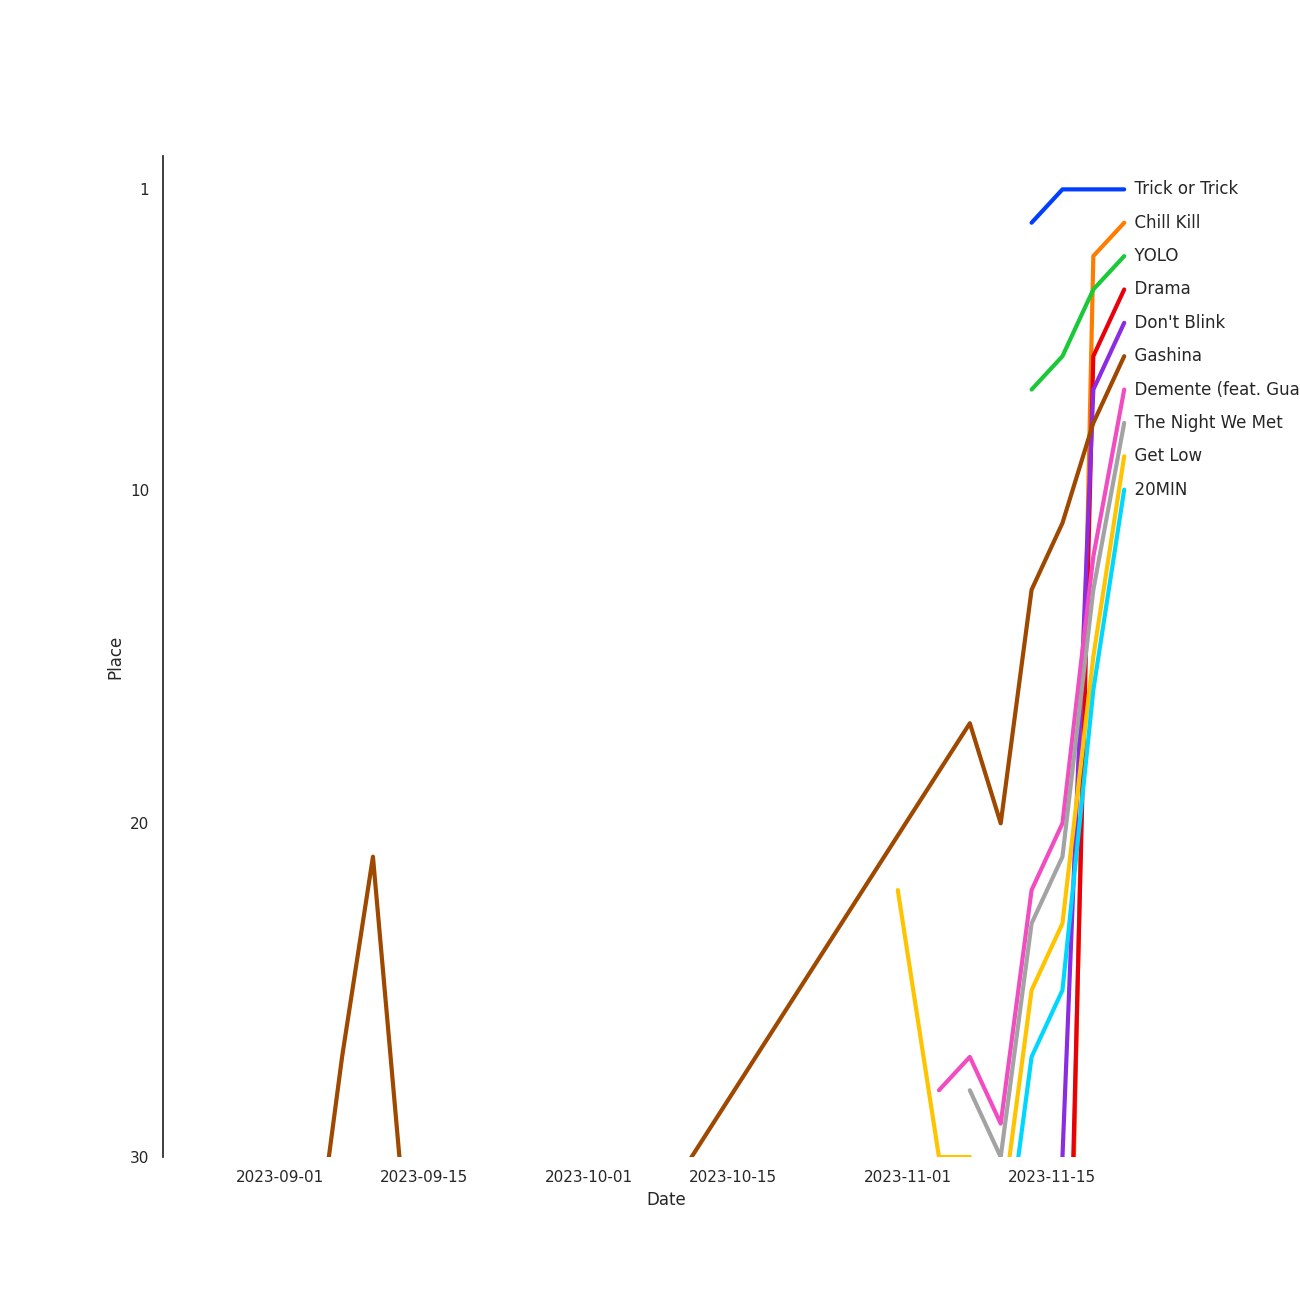 1
Trick or Trick
Chill Kill
YOLO
Drama
Don't Blink
Gashina
Demente (feat. Gua
The Night We Met
Get Low
10
20MIN
Place
20
30
2023-09-01 2023-09-15 2023-10-01 2023-10-15 2023-11-01 2023-11-15
Date